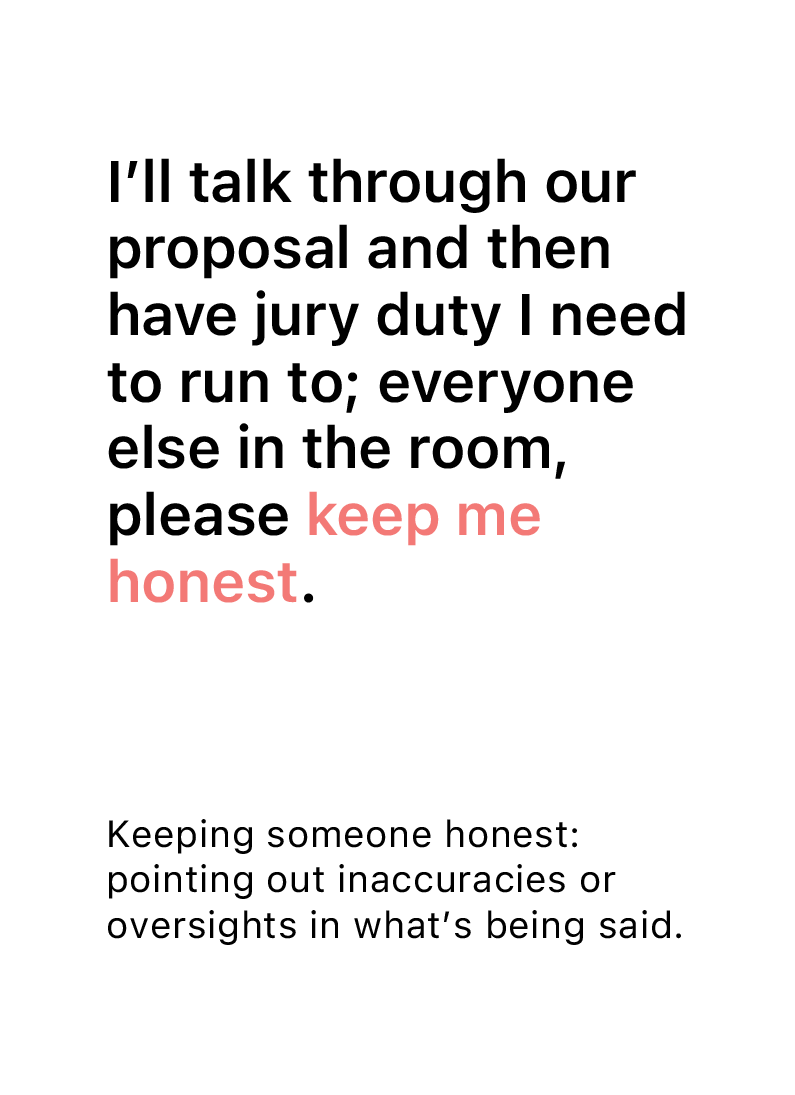 I’ll talk through our
proposal and then
have jury duty I need
to run to; everyone
else in the room,
please keep me
honest.
Keeping someone honest:
pointing out inaccuracies or
oversights in what’s being said.